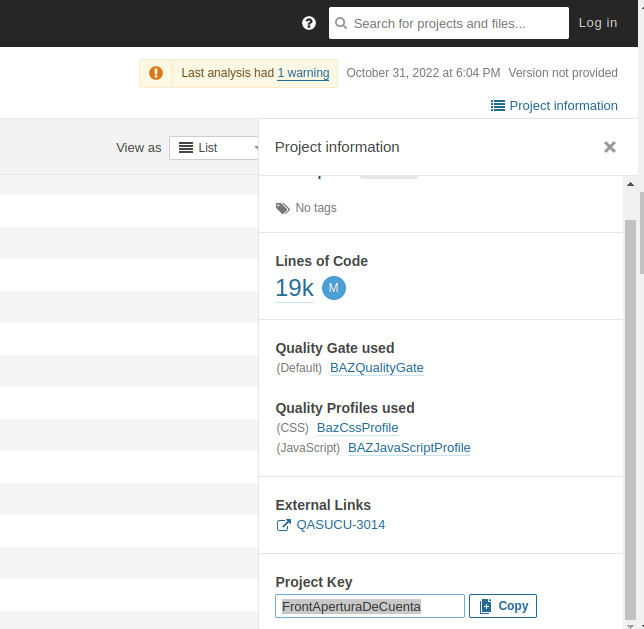 Search for projects and files...
Log in
Last analysis had 1 warning
October 31, 2022 at 6:04 PM
Version not provided
Project information
View as
List
Project information
No tags
Lines of Code
19k
M
Quality Gate used
(Default) BAZQualityGate
Quality Profiles used
(CSS) BazCssProfile
(JavaScript) BAZJavaScriptProfile
External Links
QASUCU-3014
Project Key
FrontAperturaDeCuenta
Copy